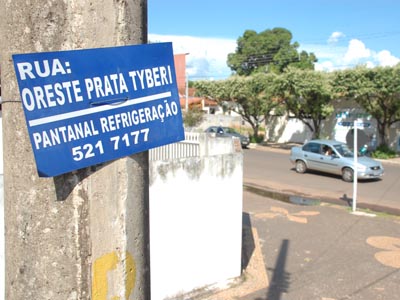 RUA:
ORESTE PRATA TYBERI
PANTANAL REFRIGERAÇÃO
521 7177